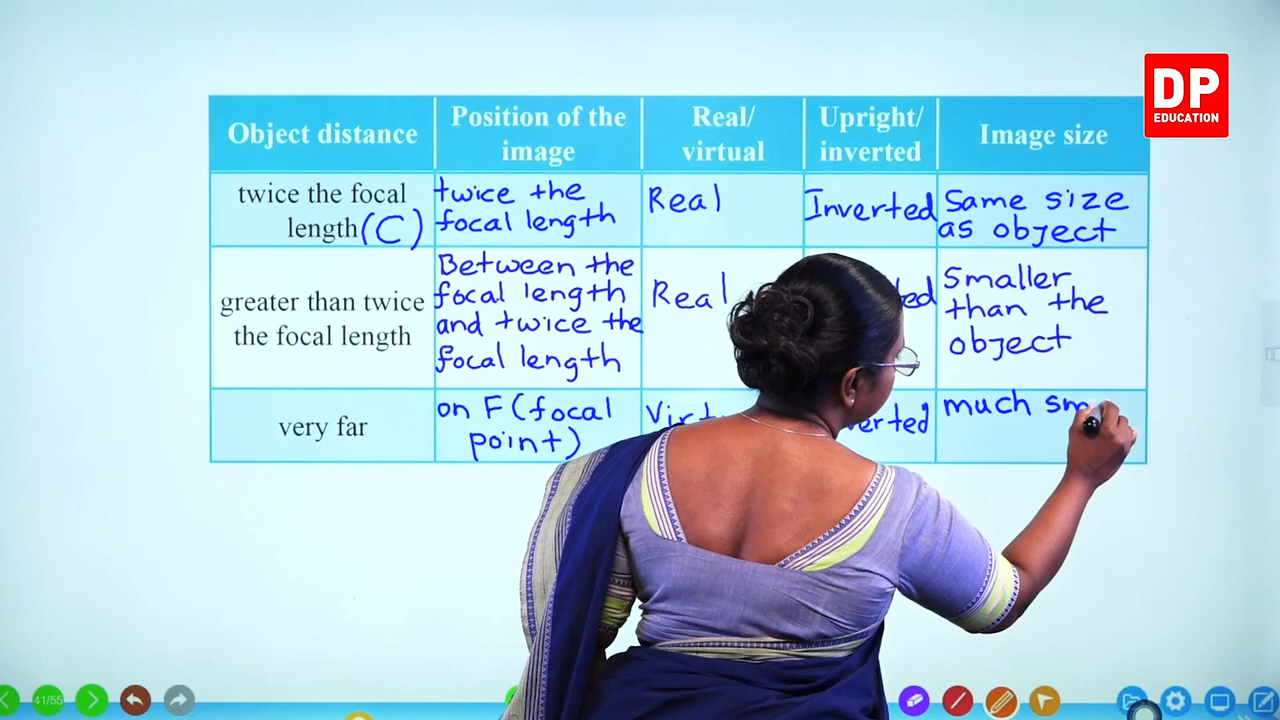 DP
EDUCATION
Object distance
Position of the
image
Real/
virtual
Upright/
inverted
Image size
twice the focal
length (C)
twice the
focal length
Real
Inverted
Same size
as object
greater than twice
the focal length
Between the
focal length
and twice the
focal length
Real
Smaller
than the
object
very far
on F (focal
point)
much
41/55